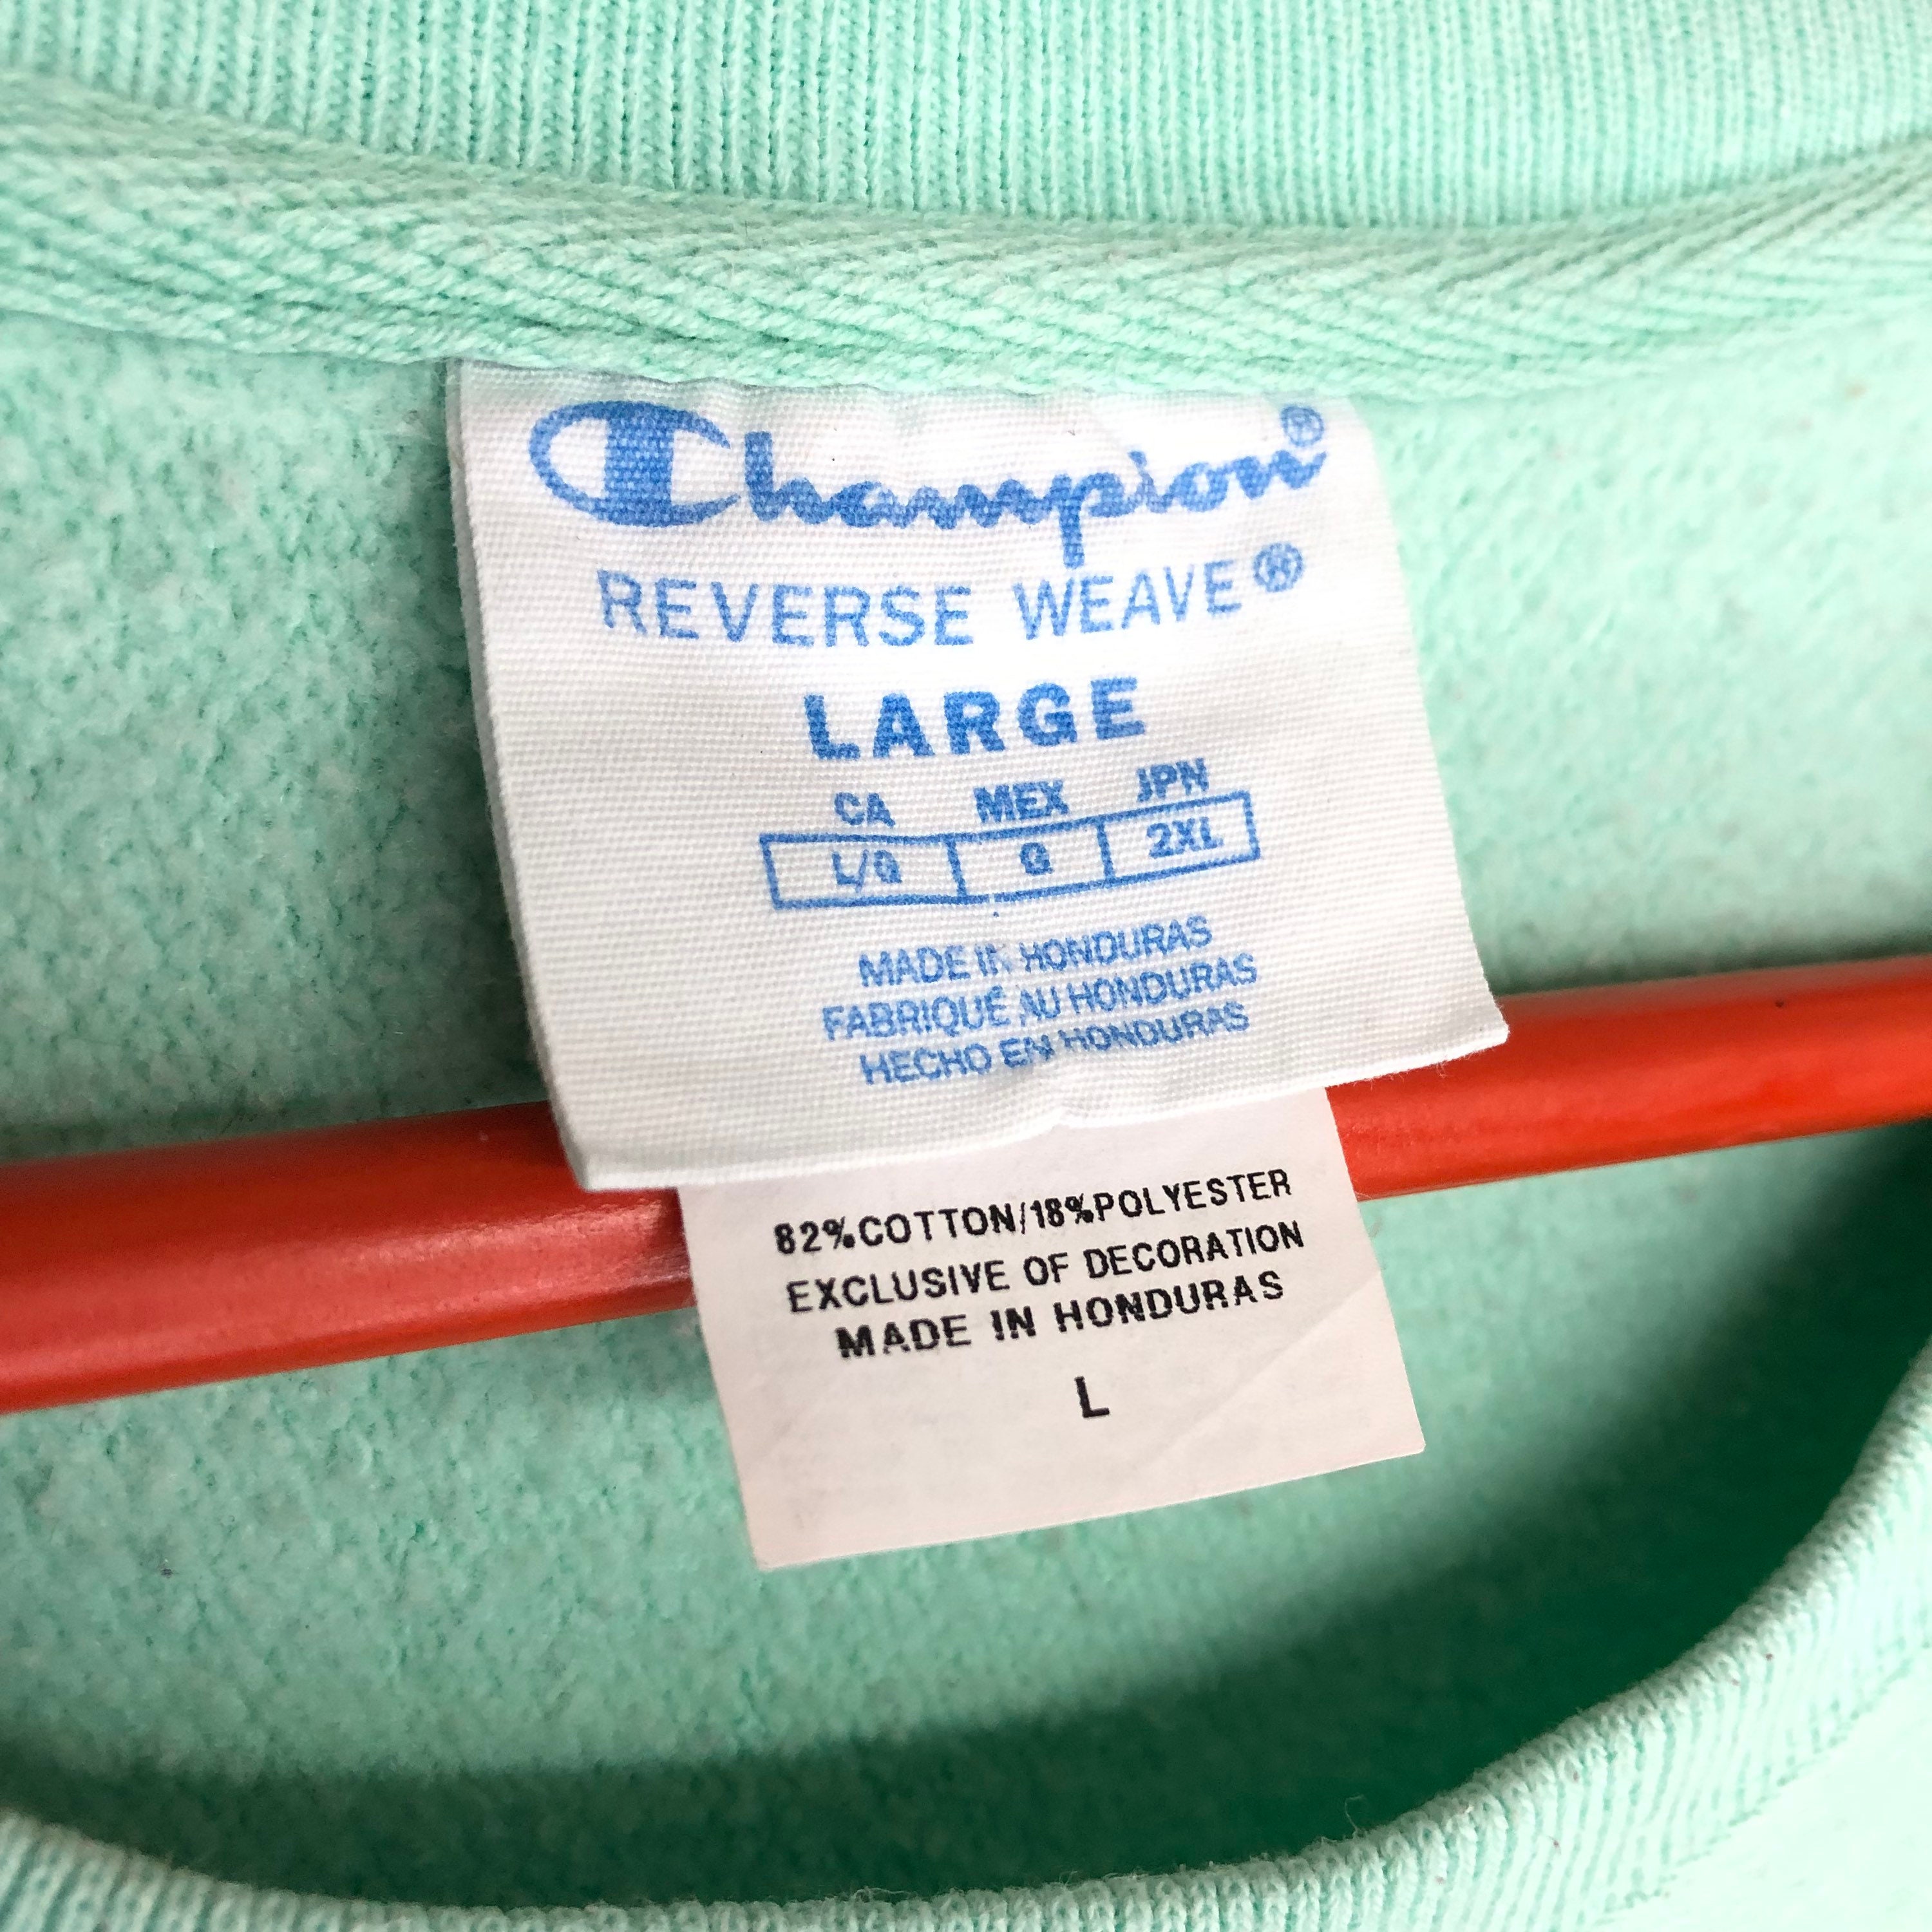 Champion®
REVERSE WEAVE®
LARGE
CA MEX JPN
L/G G 2XL
MADE IN HONDURAS
FABRIQUÉ AU HONDURAS
HECHO EN HONDURAS
82%COTTON/18%POLYESTER
EXCLUSIVE OF DECORATION
MADE IN HONDURAS
L